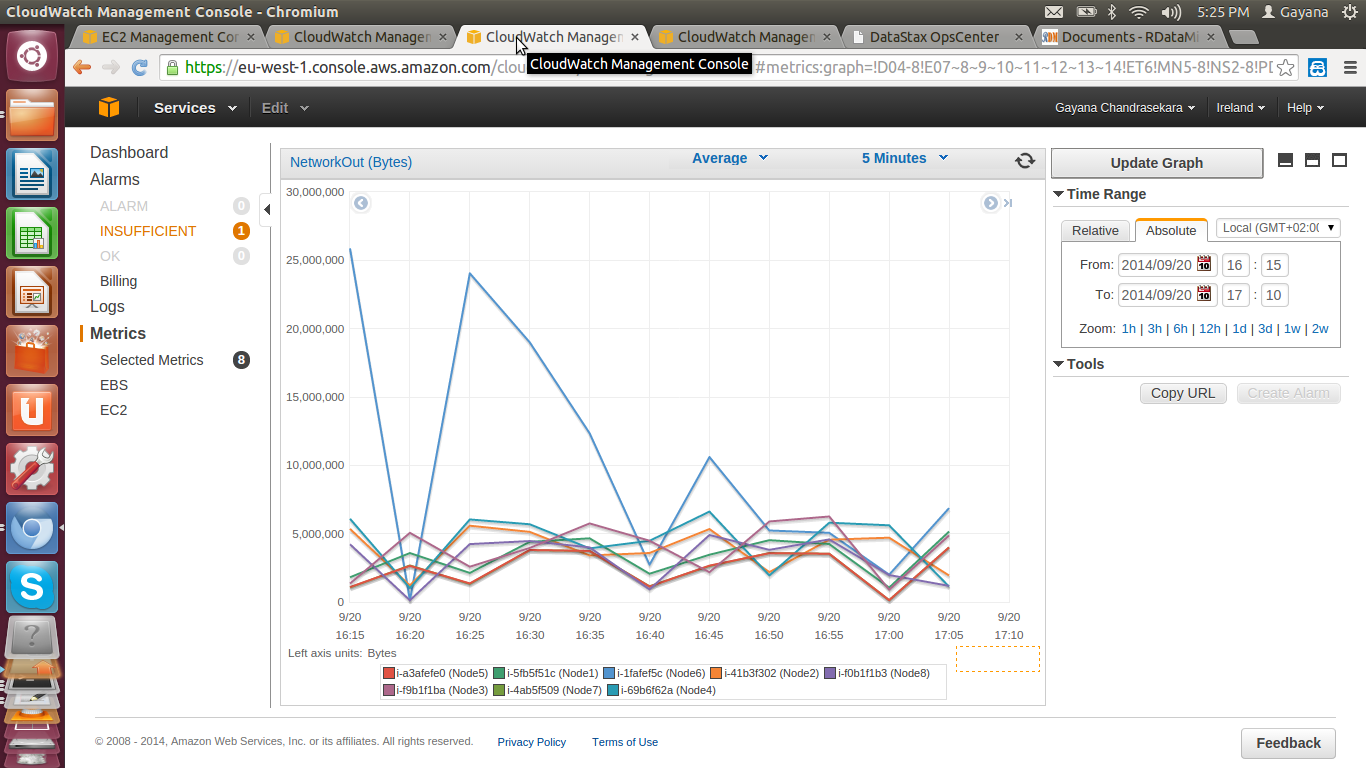 CloudWatch Management Console - Chromium
5:25 PM
Gayana
EC2 Management Co
CloudWatch Managem
CloudWatch Managem
CloudWatch Managem
DataStax OpsCenter
Documents - RDataMi
CloudWatch Management Console
https://eu-west-1.console.aws.amazon.com/clou
#metrics:graph=!D04-8!E07~8~9~10~11~12~13~14!ET6!MN5-8!NS2-8!PD
Services
Edit
Gayana Chandrasekara
Ireland
Help
Dashboard
Alarms
ALARM 0
INSUFFICIENT 1
OK 0
Billing
Logs
Metrics
Selected Metrics 8
EBS
EC2
NetworkOut (Bytes)
Average
5 Minutes
30,000,000
25,000,000
20,000,000
15,000,000
10,000,000
5,000,000
0
9/20 9/20 9/20 9/20 9/20 9/20 9/20 9/20 9/20 9/20 9/20 9/20
16:15 16:20 16:25 16:30 16:35 16:40 16:45 16:50 16:55 17:00 17:05 17:10
Left axis units: Bytes
i-a3afefe0 (Node5) i-5fb5f51c (Node1) i-1fafef5c (Node6) i-41b3f302 (Node2) i-f0b1f1b3 (Node8)
i-f9b1f1ba (Node3) i-4ab5f509 (Node7) i-69b6f62a (Node4)
Update Graph
Time Range
Relative
Absolute
Local (GMT+02:00
From: 2014/09/20 10 16 : 15
To: 2014/09/20 10 17 : 10
Zoom: 1h | 3h | 6h | 12h | 1d | 3d | 1w | 2w
Tools
Copy URL
Create Alarm
© 2008 - 2014, Amazon Web Services, Inc. or its affiliates. All rights reserved.
Privacy Policy
Terms of Use
Feedback